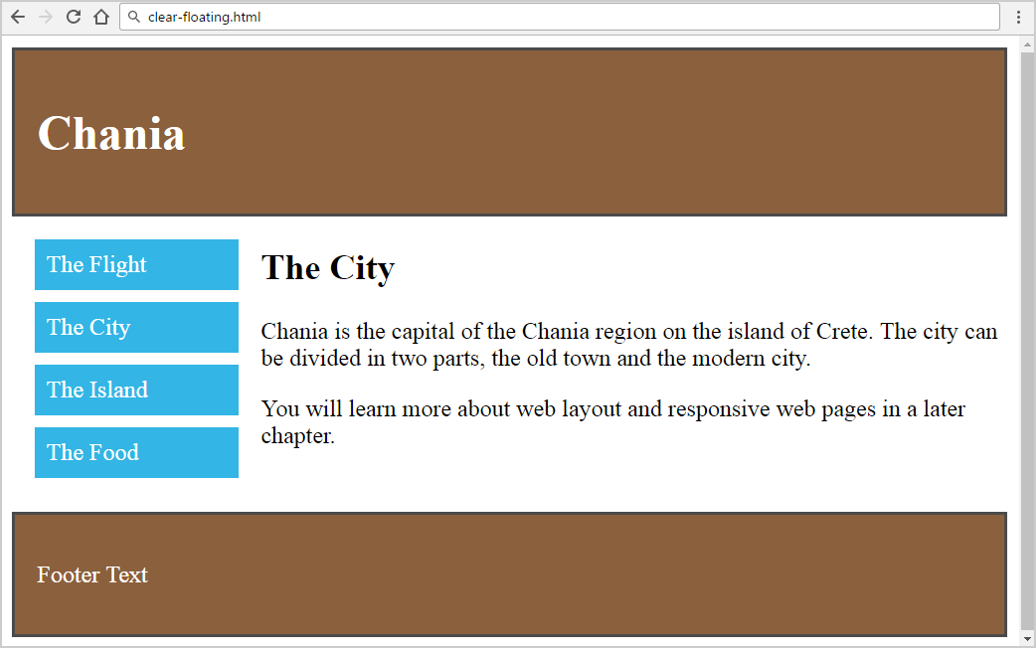 clear-floating.html
Chania
The Flight
The City
The Island
The Food
The City
Chania is the capital of the Chania region on the island of Crete. The city can
be divided in two parts, the old town and the modern city.
You will learn more about web layout and responsive web pages in a later
chapter.
Footer Text